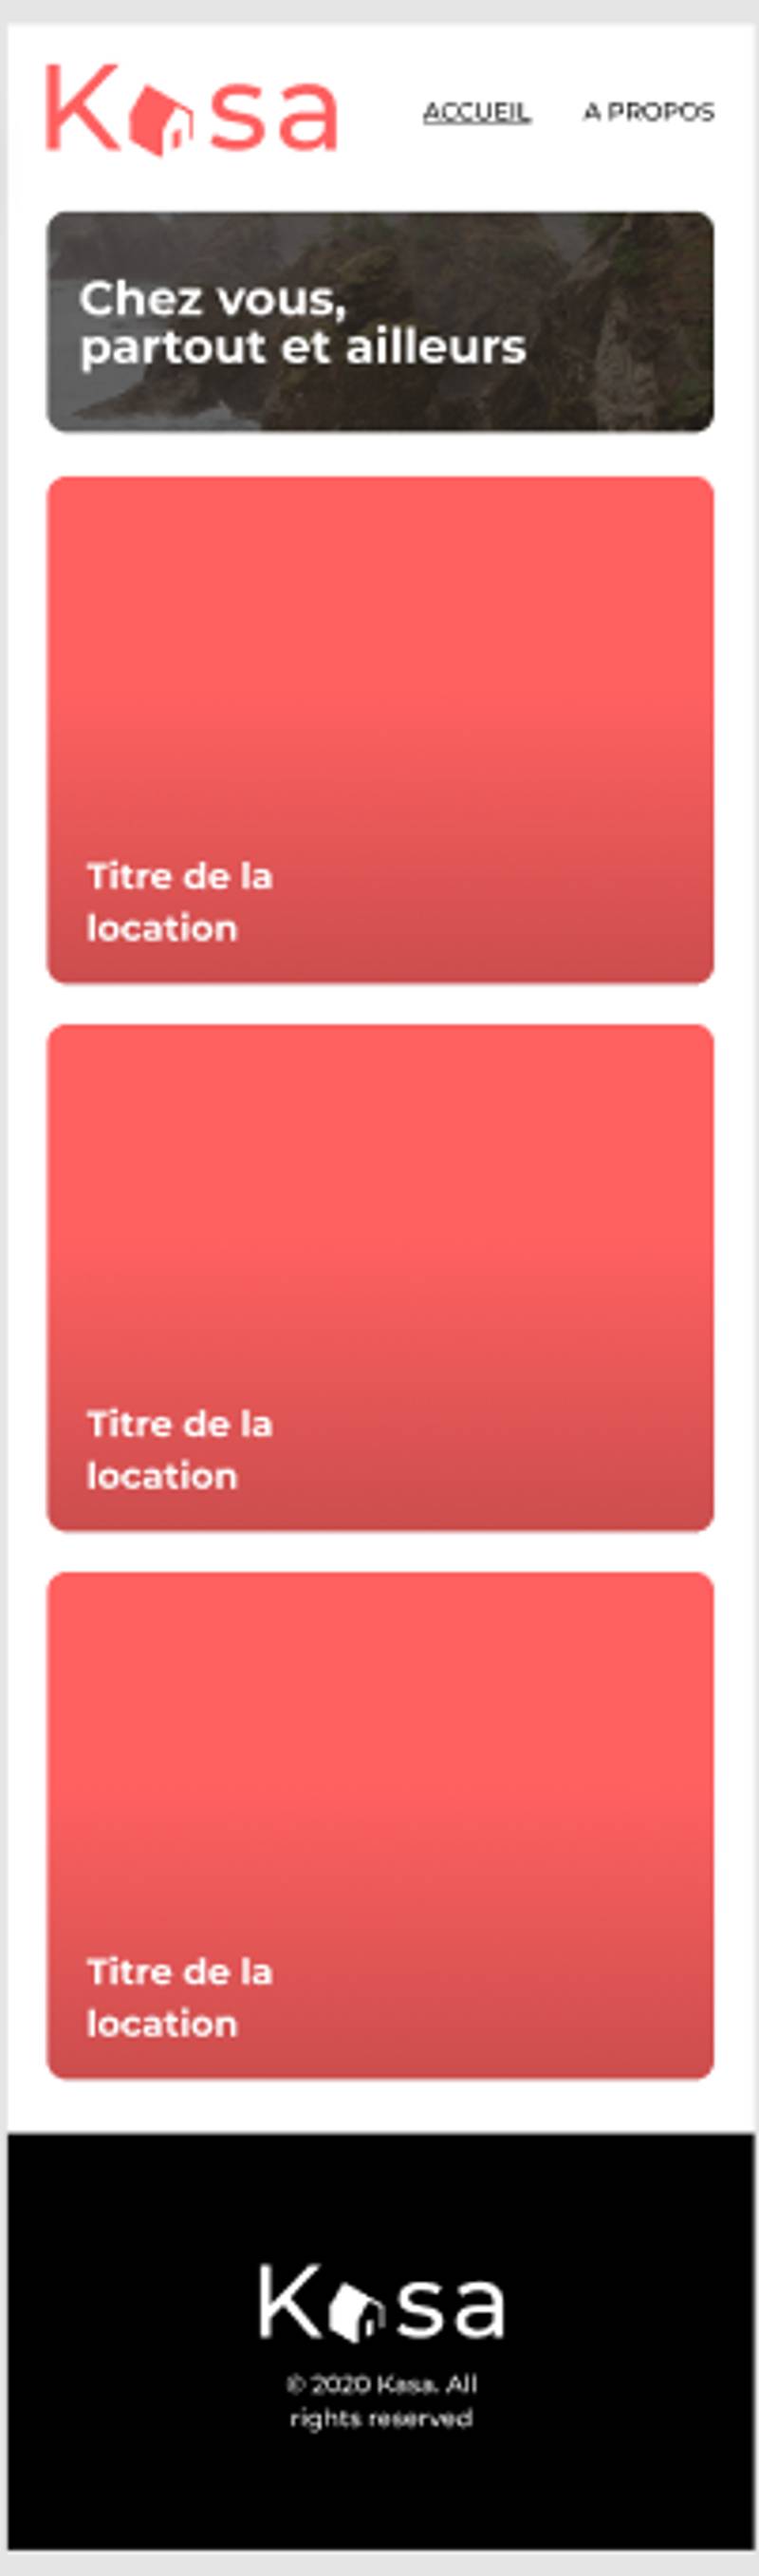 Kasa
ACCUEIL A PROPOS
Chez vous,
partout et ailleurs
Titre de la
location
Titre de la
location
Titre de la
location
Kasa
© 2020 Kasa. All
rights reserved